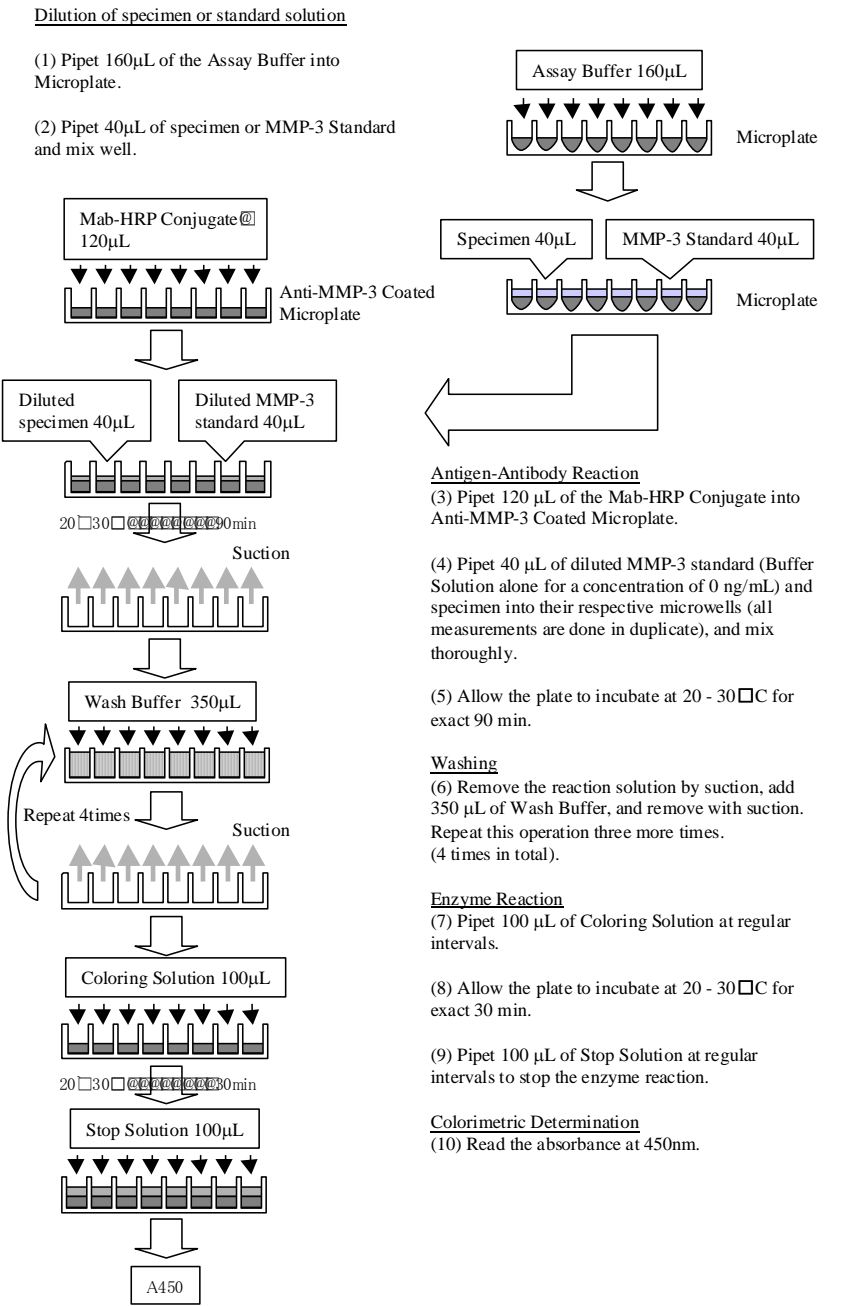 Dilution of specimen or standard solution
(1) Pipet 160μL of the Assay Buffer into
Microplate.
(2) Pipet 40μL of specimen or MMP-3 Standard
and mix well.
Assay Buffer 160μL
Microplate
Specimen 40μL
MMP-3 Standard 40μL
Microplate
Mab-HRP Conjugate@□
120μL
Anti-MMP-3 Coated
Microplate
Diluted
specimen 40μL
Diluted MMP-3
standard 40μL
20□30□@@@@@@@@90min
Suction
Wash Buffer 350μL
Repeat 4times
Suction
Coloring Solution 100μL
20□30□@@@@@@@@30min
Stop Solution 100μL
A450
Antigen-Antibody Reaction
(3) Pipet 120 μL of the Mab-HRP Conjugate into
Anti-MMP-3 Coated Microplate.
(4) Pipet 40 μL of diluted MMP-3 standard (Buffer
Solution alone for a concentration of 0 ng/mL) and
specimen into their respective microwells (all
measurements are done in duplicate), and mix
thoroughly.
(5) Allow the plate to incubate at 20 - 30□C for
exact 90 min.
Washing
(6) Remove the reaction solution by suction, add
350 μL of Wash Buffer, and remove with suction.
Repeat this operation three more times.
(4 times in total).
Enzyme Reaction
(7) Pipet 100 μL of Coloring Solution at regular
intervals.
(8) Allow the plate to incubate at 20 - 30□C for
exact 30 min.
(9) Pipet 100 μL of Stop Solution at regular
intervals to stop the enzyme reaction.
Colorimetric Determination
(10) Read the absorbance at 450nm.